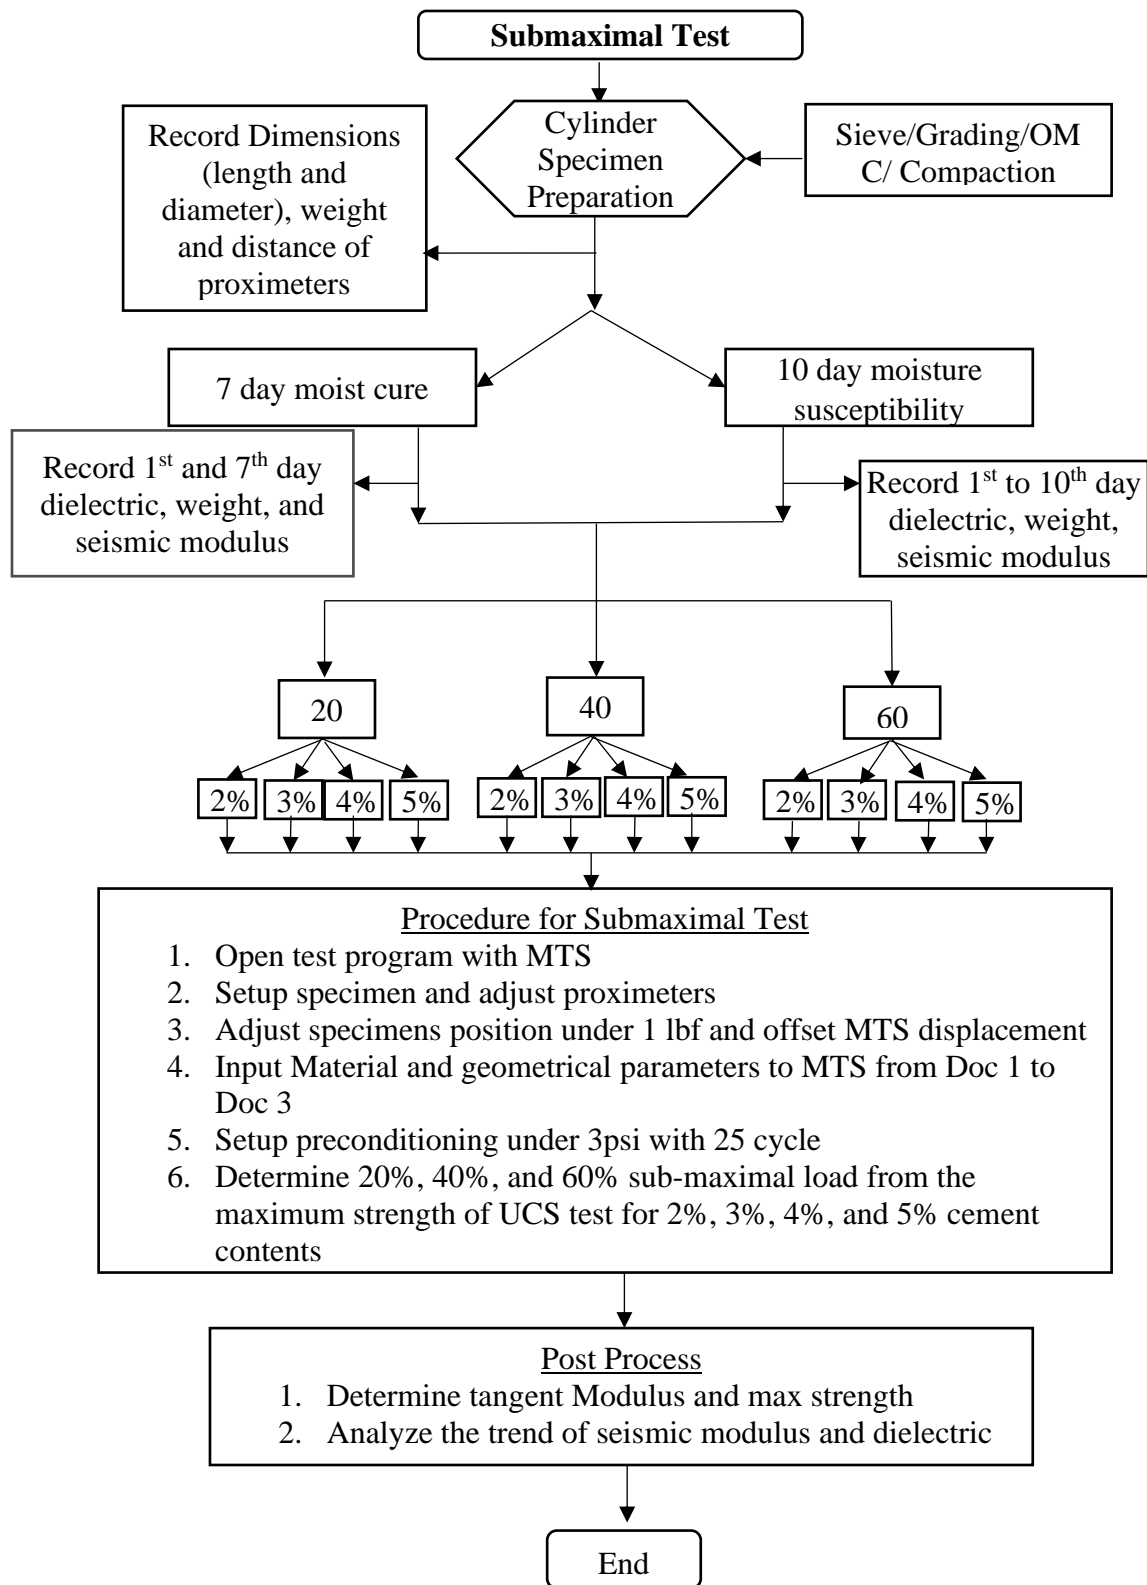 Submaximal Test
Cylinder
Specimen
Preparation
Sieve/Grading/OM
C/ Compaction
Record Dimensions
(length and
diameter), weight
and distance of
proximeters
7 day moist cure
10 day moisture
susceptibility
Record 1st and 7th day
dielectric, weight, and
seismic modulus
Record 1st to 10th day
dielectric, weight,
seismic modulus
20
40
60
2% 3% 4% 5%
2% 3% 4% 5%
2% 3% 4% 5%
Procedure for Submaximal Test
1. Open test program with MTS
2. Setup specimen and adjust proximeters
3. Adjust specimens position under 1 lbf and offset MTS displacement
4. Input Material and geometrical parameters to MTS from Doc 1 to
Doc 3
5. Setup preconditioning under 3psi with 25 cycle
6. Determine 20%, 40%, and 60% sub-maximal load from the
maximum strength of UCS test for 2%, 3%, 4%, and 5% cement
contents
Post Process
1. Determine tangent Modulus and max strength
2. Analyze the trend of seismic modulus and dielectric
End